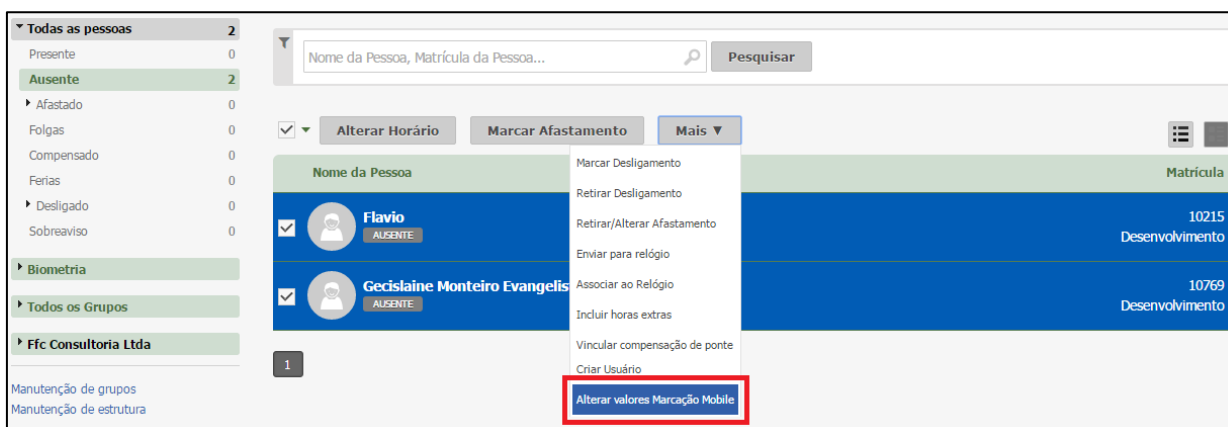 Todas as pessoas 2
Presente 0
Ausente 2
Afastado 0
Folgas 0
Compensado 0
Ferias 0
Desligado 0
Sobreaviso 0
Biometria
Todos os Grupos
Ffc Consultoria Ltda
Manutenção de grupos
Manutenção de estrutura
Nome da Pessoa, Matrícula da Pessoa...
Pesquisar
Alterar Horário
Marcar Afastamento
Mais ▼
Marcar Desligamento
Retirar Desligamento
Retirar/Alterar Afastamento
Enviar para relógio
Associar ao Relógio
Incluir horas extras
Vincular compensação de ponte
Criar Usuário
Alterar valores Marcação Mobile
Nome da Pessoa
Matrícula
Flavio
AUSENTE
10215
Desenvolvimento
Gecislaine Monteiro Evangelis
AUSENTE
10769
Desenvolvimento
1